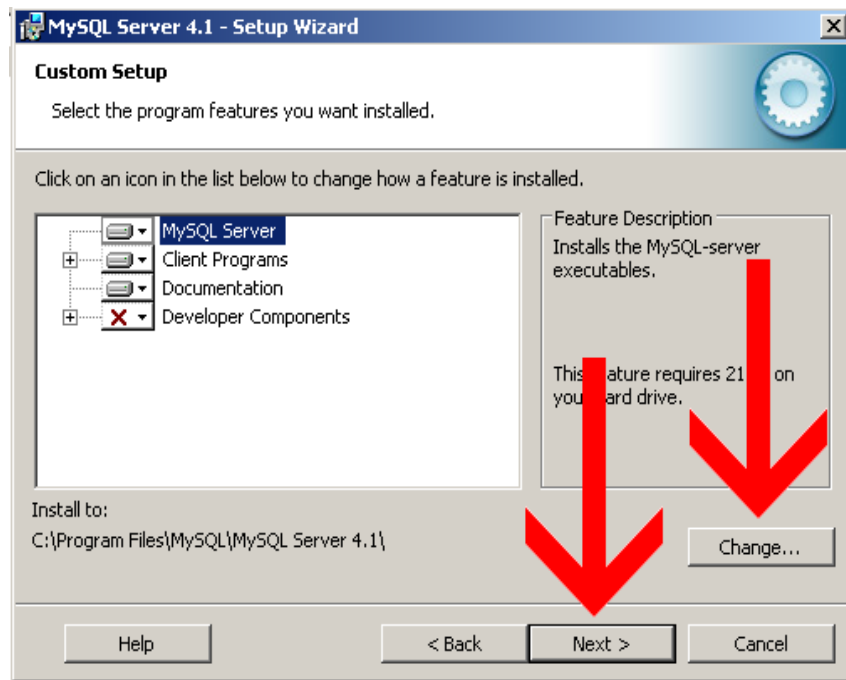 MySQL Server 4.1 - Setup Wizard
Custom Setup
Select the program features you want installed.
Click on an icon in the list below to change how a feature is installed.
MySQL Server
Client Programs
Documentation
Developer Components
Feature Description
Installs the MySQL-server
executables.
This requires on
hard drive.
Install to:
C:\Program Files\MySQL\MySQL Server 4.1\
Change...
Help
< Back
Next >
Cancel